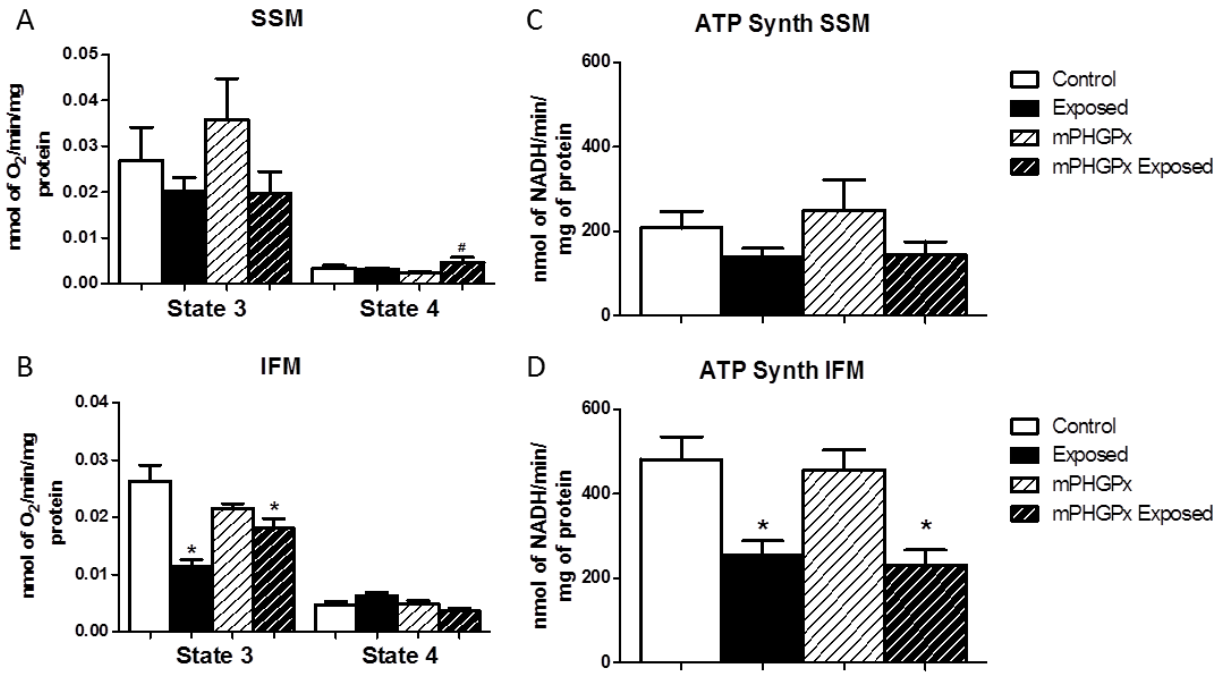 A
SSM
nmol of O2/min/mg
protein
0.05
0.04
0.03
0.02
0.01
0.00
#
State 3
State 4
C
ATP Synth SSM
nmol of NADH/min/
mg of protein
600
400
200
0
Control
Exposed
mPHGPx
mPHGPx Exposed
B
IFM
nmol of O2/min/mg
protein
0.04
0.03
0.02
0.01
0.00
*
*
State 3
State 4
D
ATP Synth IFM
nmol of NADH/min/
mg of protein
600
400
200
0
*
*
Control
Exposed
mPHGPx
mPHGPx Exposed